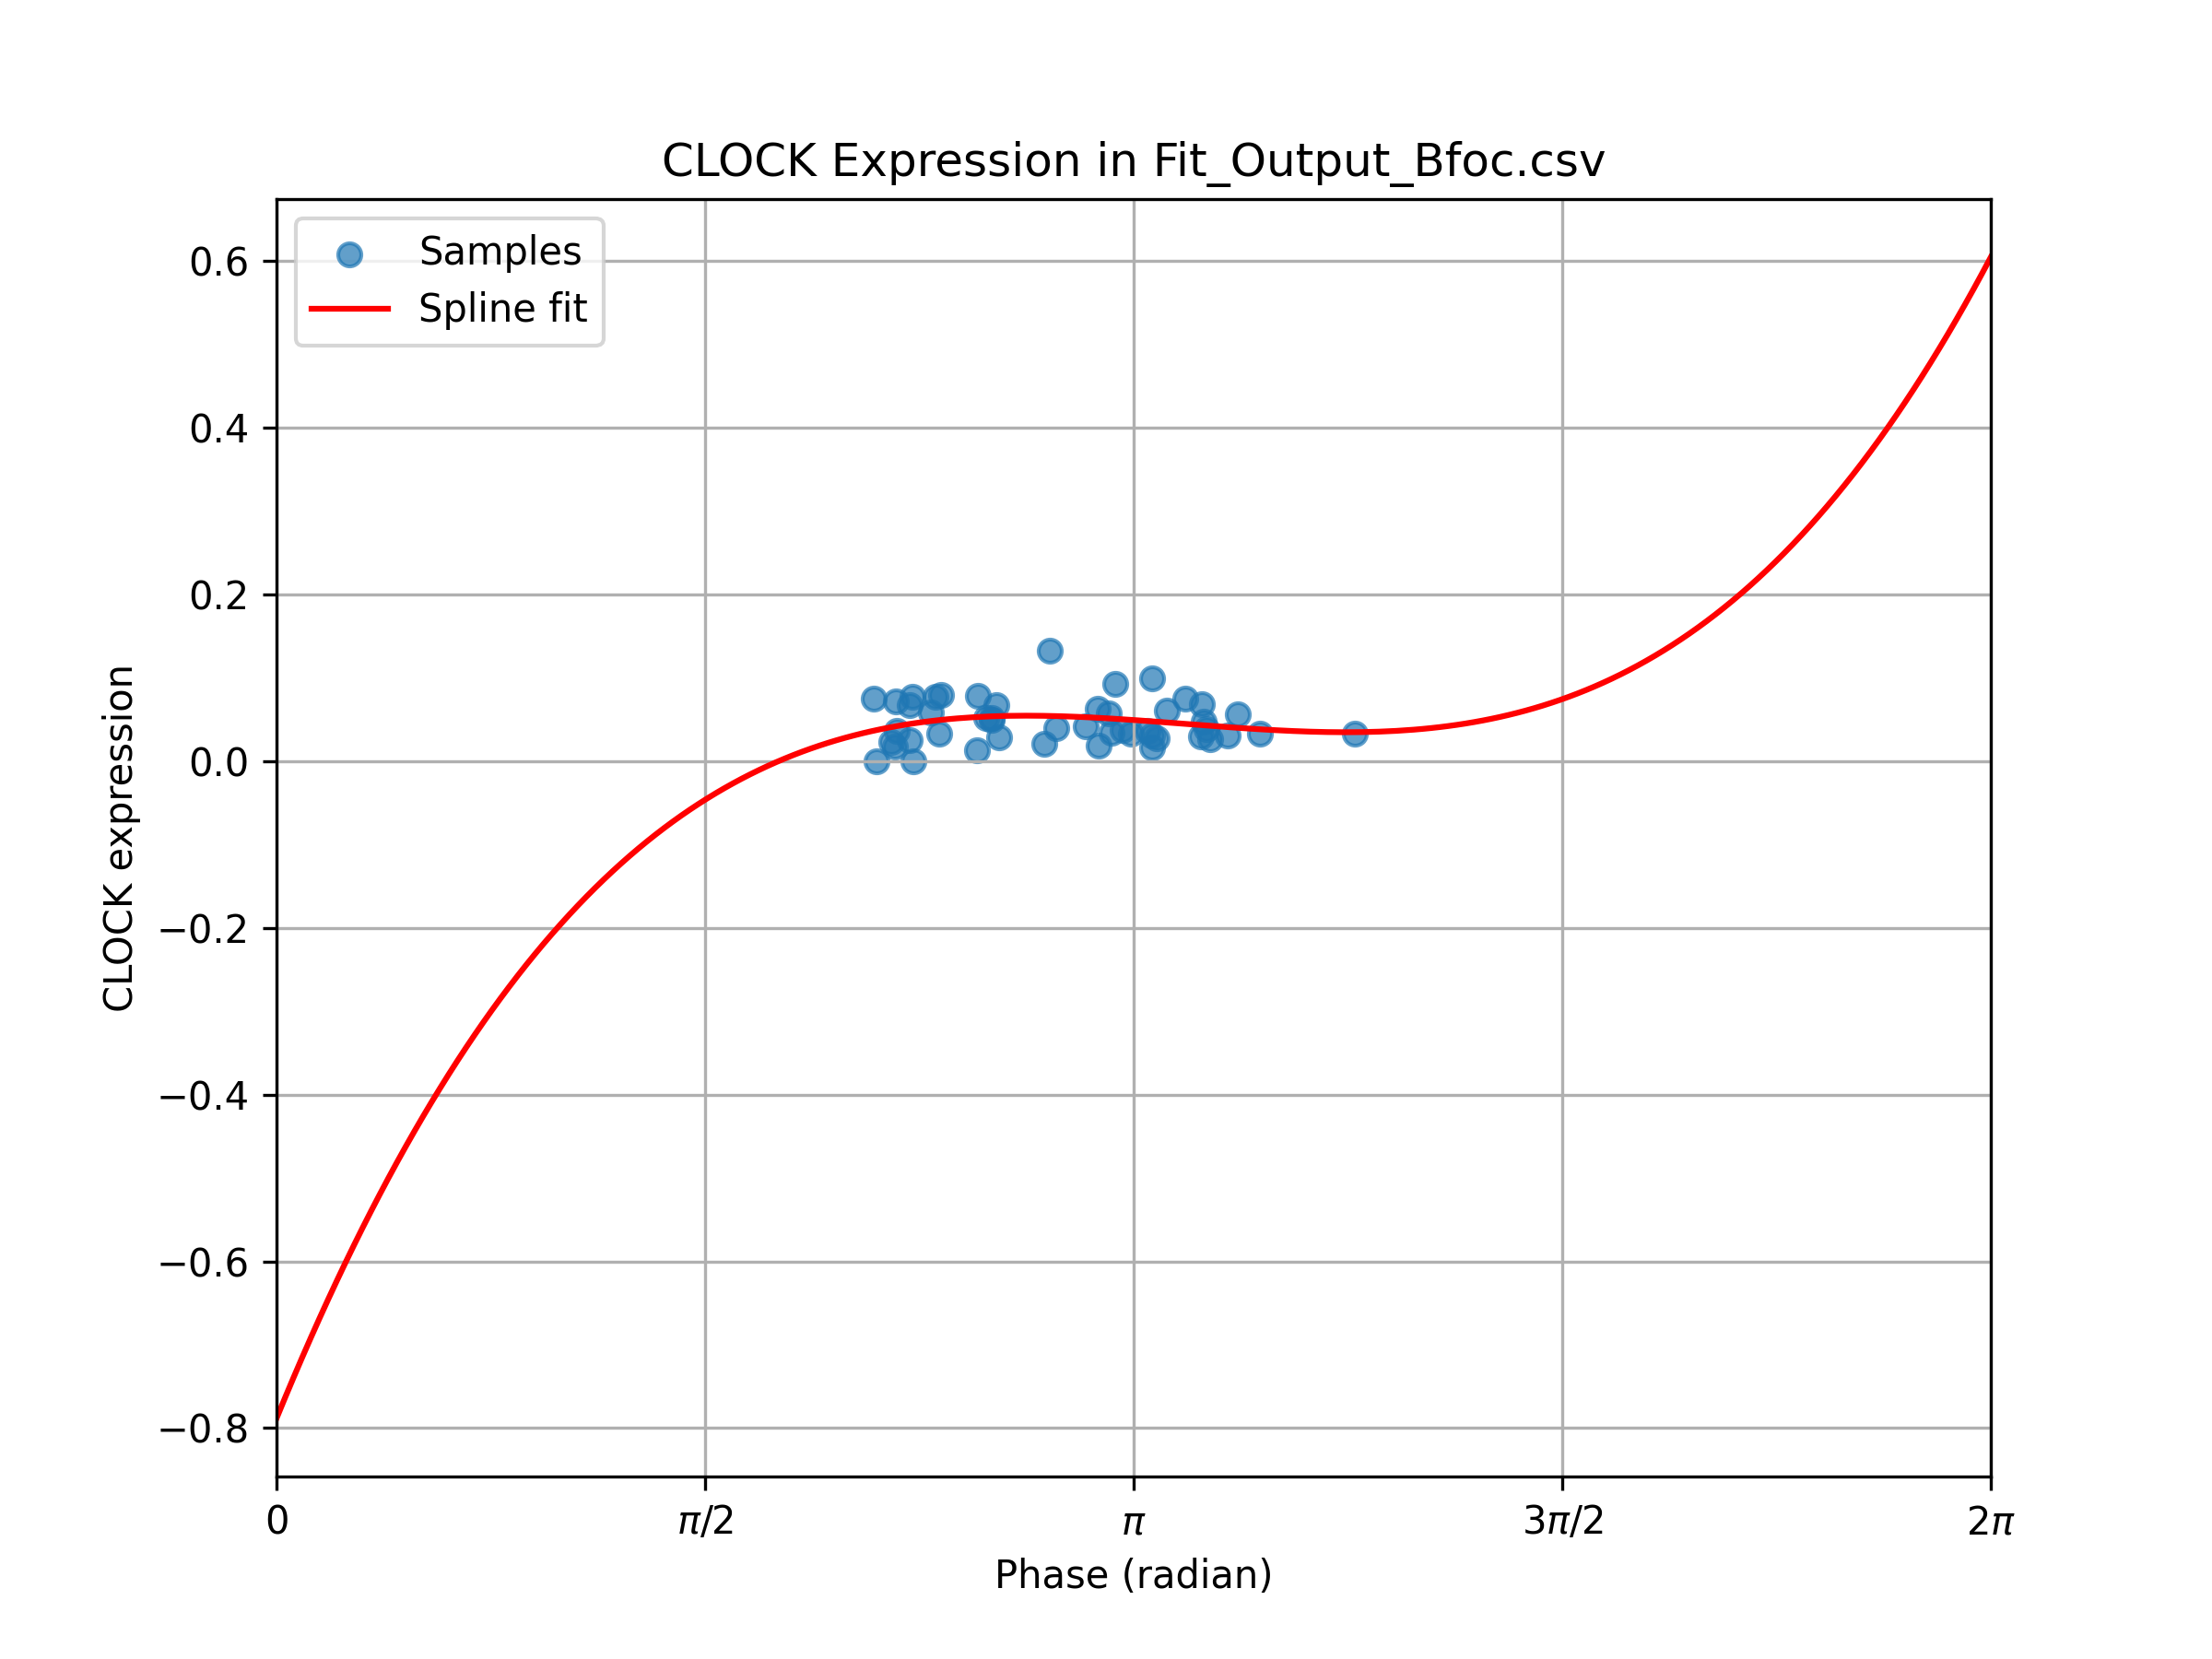 CLOCK Expression in Fit_Output_Bfoc.csv
Samples
Spline fit
0.6
0.4
0.2
0.0
−0.2
−0.4
−0.6
−0.8
CLOCK expression
0 π/2 π 3π/2 2π
Phase (radian)